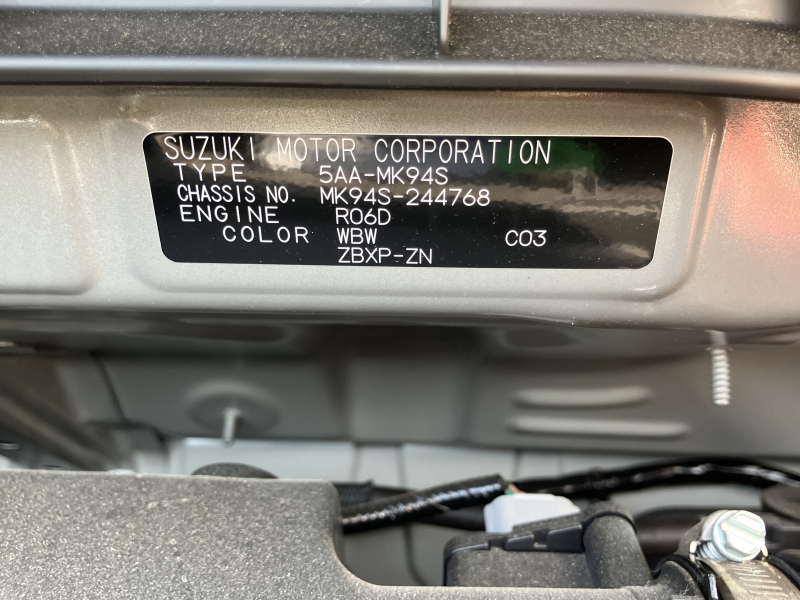 SUZUKI MOTOR CORPORATION
TYPE 5AA-MK94S
CHASSIS NO. MK94S-244768
ENGINE R06D
COLOR WBW C03
ZBXP-ZN